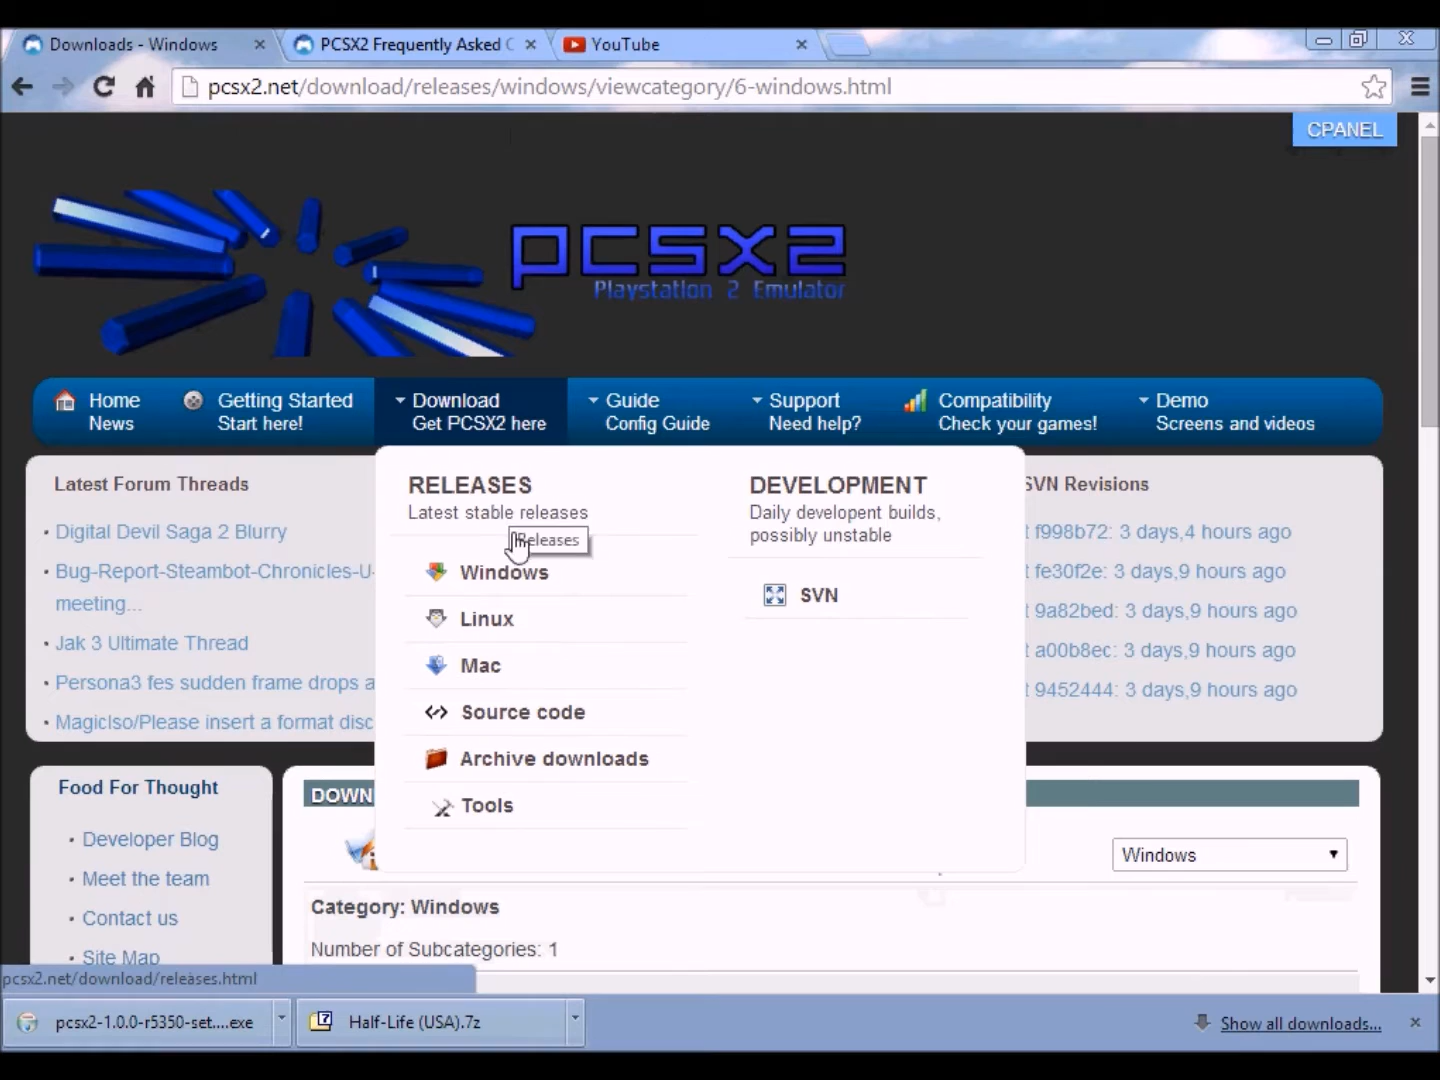 Downloads - Windows
PCSX2 Frequently Asked
YouTube
pcsx2.net/download/releases/windows/viewcategory/6-windows.html
CPANEL
pcsx2
Playstation 2 Emulator
Home
News
Getting Started
Start here!
Download
Get PCSX2 here
Guide
Config Guide
Support
Need help?
Compatibility
Check your games!
Demo
Screens and videos
Latest Forum Threads
Digital Devil Saga 2 Blurry
Bug-Report-Steambot-Chronicles-U-
meeting...
Jak 3 Ultimate Thread
Persona3 fes sudden frame drops a
MagicIso/Please insert a format disc
RELEASES
Latest stable releases
Releases
Windows
Linux
Mac
Source code
Archive downloads
Tools
DEVELOPMENT
Daily developent builds,
possibly unstable
SVN
SVN Revisions
t f998b72: 3 days,4 hours ago
t fe30f2e: 3 days,9 hours ago
t 9a82bed: 3 days,9 hours ago
t a00b8ec: 3 days,9 hours ago
t 9452444: 3 days,9 hours ago
Food For Thought
Developer Blog
Meet the team
Contact us
Site Map
DOWN
Windows
Category: Windows
Number of Subcategories: 1
pcsx2.net/download/releases.html
pcsx2-1.0.0-r5350-set....exe
Half-Life (USA).7z
Show all downloads...